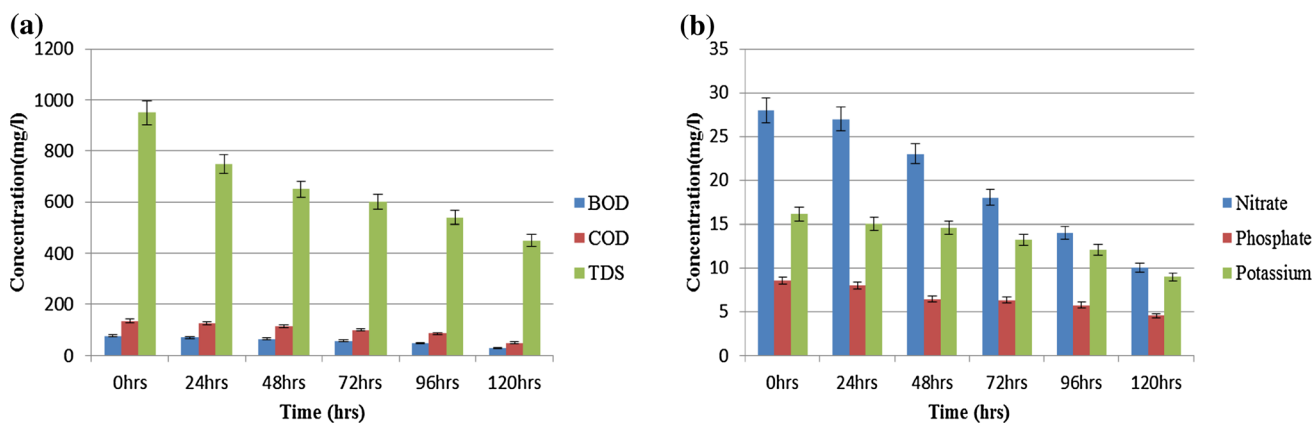 (a)
1200
1000
800
600
400
200
0
Concentration(mg/l)
0hrs 24hrs 48hrs 72hrs 96hrs 120hrs
Time (hrs)
BOD
COD
TDS
(b)
35
30
25
20
15
10
5
0
Concentration(mg/l)
0hrs 24hrs 48hrs 72hrs 96hrs 120hrs
Time (hrs)
Nitrate
Phosphate
Potassium